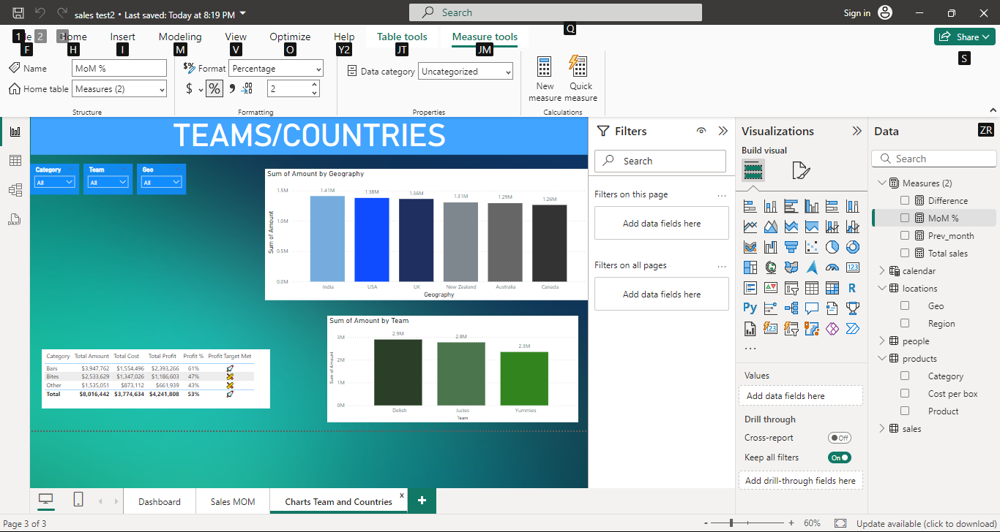 sales test2 • Last saved: Today at 8:19 PM
Search
Sign in
1 2 3
Home Insert Modeling View Optimize Help Table tools Measure tools
Share
F H I M V O Y2 JT JM Q S
Name MoM %
Home table Measures (2)
Structure
$% Format Percentage
$ % 9 .00 2
Formatting
Data category Uncategorized
Properties
New measure
Quick measure
Calculations
DAX
TEAMS/COUNTRIES
Category All
Team All
Geo All
Sum of Amount by Geography
1.5M
1.0M
0.5M
0.0M
Sum of Amount
1.41M 1.38M 1.36M 1.31M 1.29M 1.26M
India USA UK New Zealand Australia Canada
Geography
Sum of Amount by Team
3M
2M
1M
0M
Sum of Amount
2.9M 2.8M 2.3M
Delish Jucies Yummies
Team
Category Total Amount Total Cost Total Profit Profit % Profit Target Met
Bars $3,947,762 $1,554,496 $2,393,266 61%
Bites $2,533,629 $1,347,026 $1,186,603 47%
Other $1,535,051 $873,112 $661,939 43%
Total $8,016,442 $3,774,634 $4,241,808 53%
Filters
Search
Filters on this page ...
Add data fields here
Filters on all pages ...
Add data fields here
Visualizations
Build visual
123
R
Py
123
...
Values
Add data fields here
Drill through
Cross-report Off
Keep all filters On
Add drill-through fields here
Data
ZR
Search
Measures (2)
Difference
MoM %
Prev_month
Total sales
calendar
locations
Geo
Region
people
products
Category
Cost per box
Product
sales
Dashboard
Sales MOM
Charts Team and Countries x
+
Page 3 of 3
- + 60%
Update available (click to download)